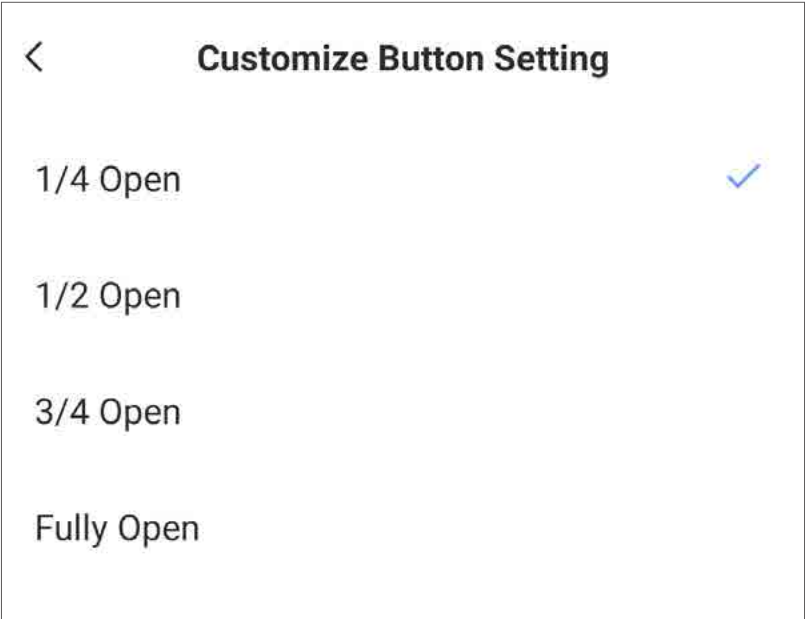 Customize Button Setting
1/4 Open
1/2 Open
3/4 Open
Fully Open